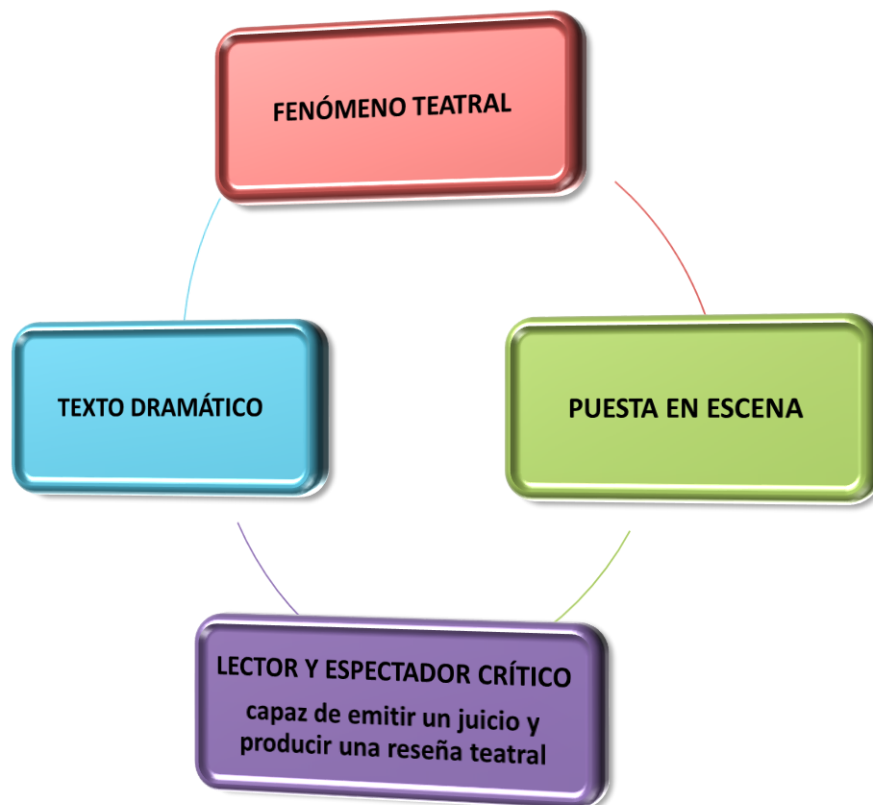 FENÓMENO TEATRAL
TEXTO DRAMÁTICO
PUESTA EN ESCENA
LECTOR Y ESPECTADOR CRÍTICO
capaz de emitir un juicio y
producir una reseña teatral